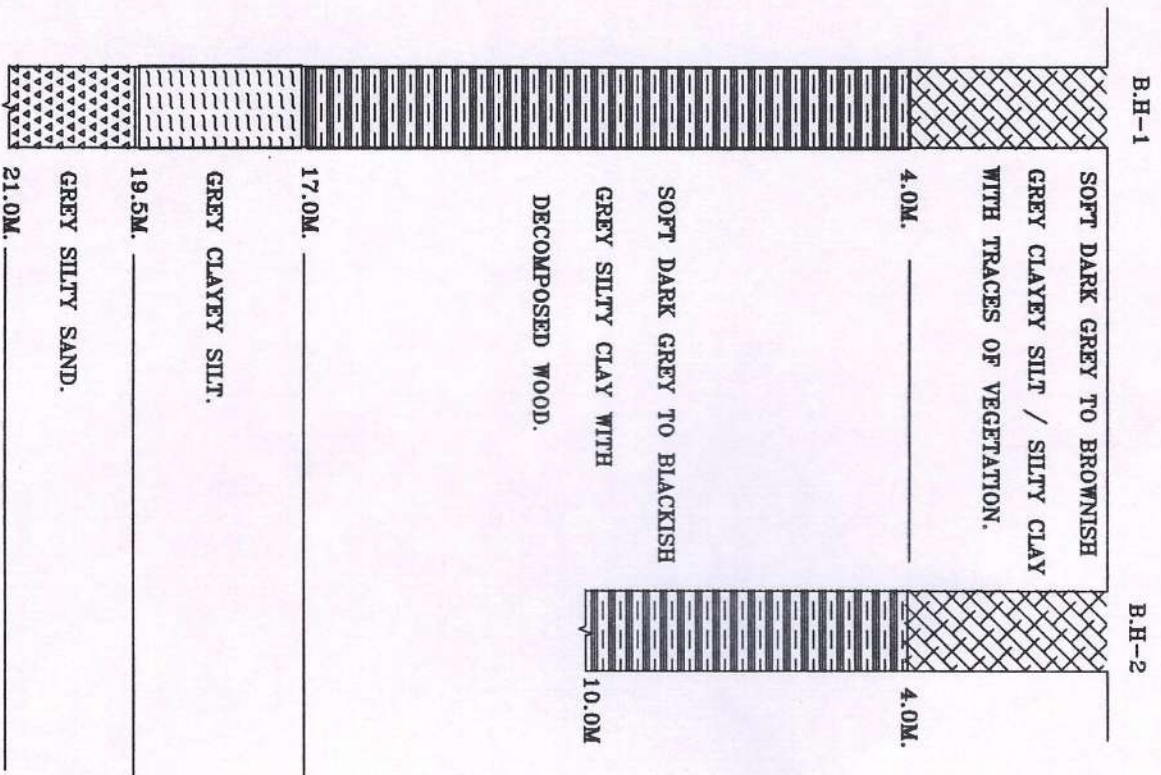 B.H-1
B.H-2
SOFT DARK GREY TO BROWNISH
GREY CLAYEY SILT / SILTY CLAY
WITH TRACES OF VEGETATION.
4.0M.
4.0M.
SOFT DARK GREY TO BLACKISH
GREY SILTY CLAY WITH
DECOMPOSED WOOD.
10.0M
17.0M.
GREY CLAYEY SILT.
19.5M.
GREY SILTY SAND.
21.0M.